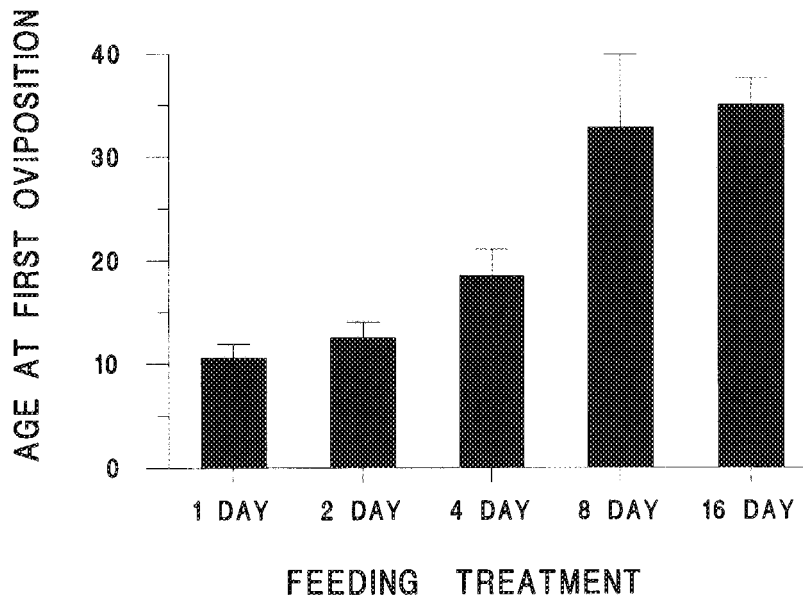 AGE AT FIRST OVIPOSITION
40
30
20
10
0
1 DAY 2 DAY 4 DAY 8 DAY 16 DAY
FEEDING TREATMENT